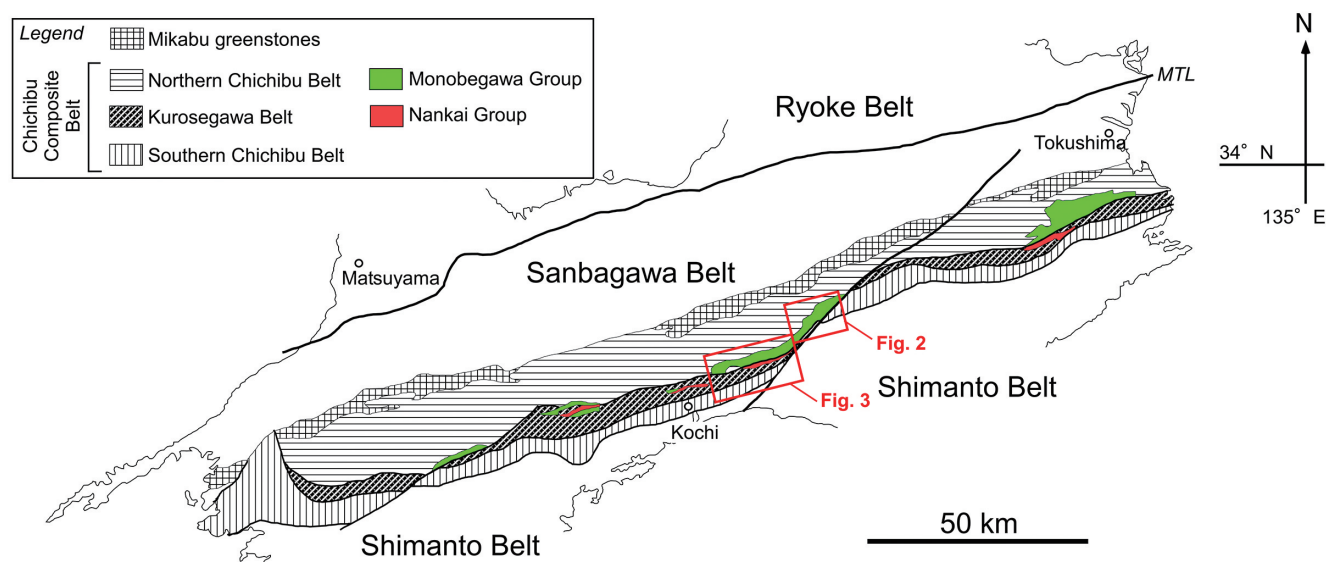 Legend
Mikabu greenstones
Chichibu
Composite
Belt
Northern Chichibu Belt
Kurosegawa Belt
Southern Chichibu Belt
Monobegawa Group
Nankai Group
N
MTL
Ryoke Belt
Tokushima
34° N
135° E
Matsuyama
Sanbagawa Belt
Fig. 2
Shimanto Belt
Fig. 3
Kochi
50 km
Shimanto Belt